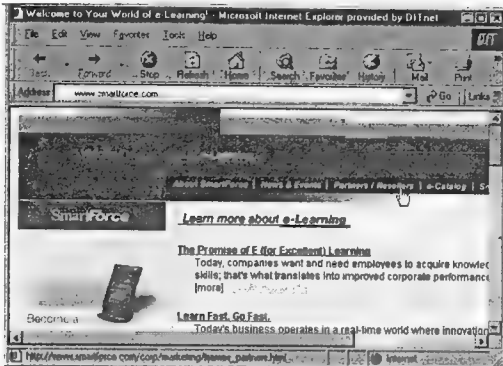 Welcome to Your World of e-Learning! - Microsoft Internet Explorer provided by DITnet
File Edit View Favorites Tools Help
Back Forward Stop Refresh Home Search Favorites History Mail Print
Address www.smartforce.com Go Links
About SmartForce | News & Events | Partners / Resellers | e-Catalog | S
SmartForce
Learn more about e-Learning
The Promise of E (for Excellent) Learning
Today, companies want and need employees to acquire knowled
skills; that's what translates into improved corporate performance
[more]
Become a
Learn Fast. Go Fast.
Today's business operates in a real-time world where innovation
Internet